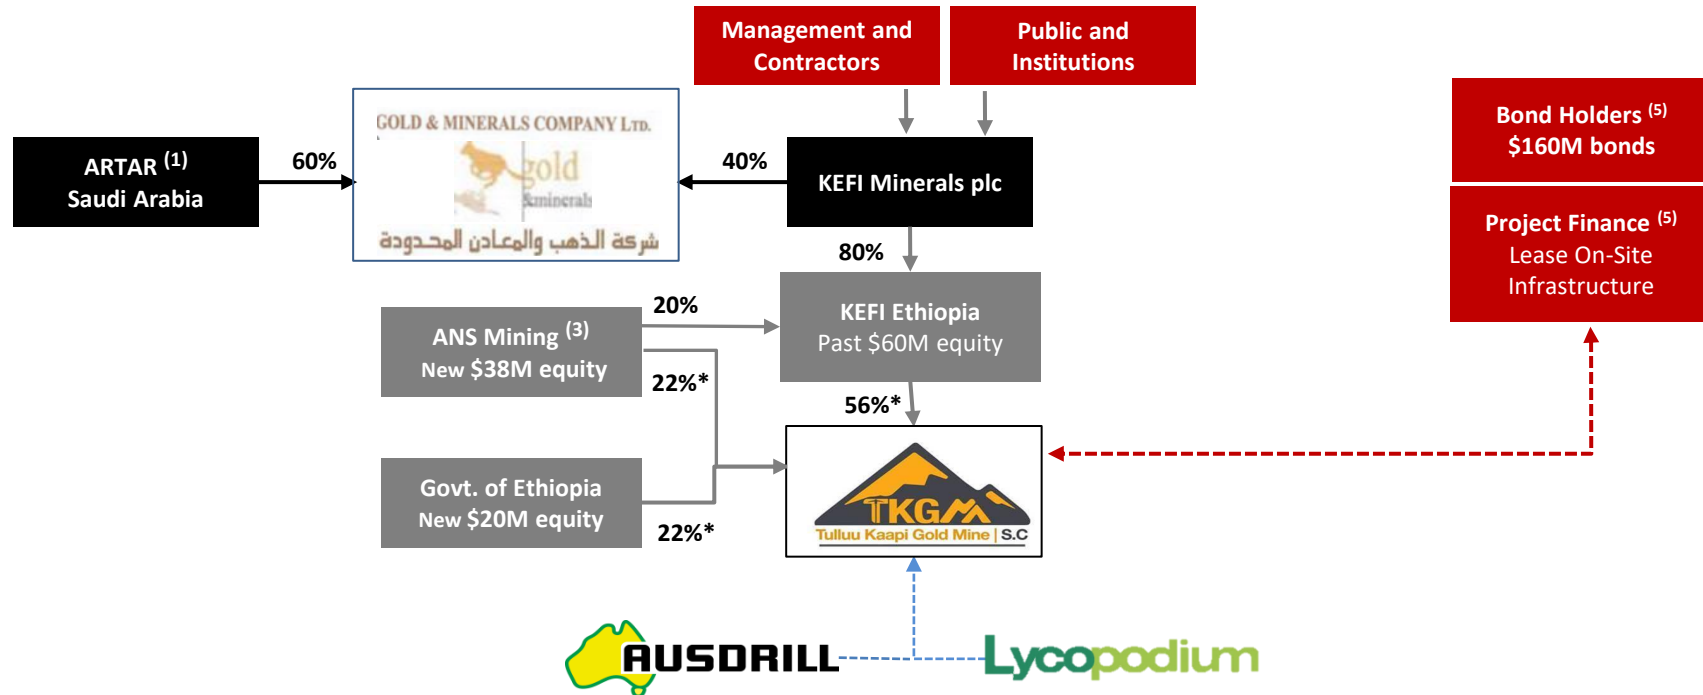 Management and
Contractors
Public and
Institutions
Bond Holders (5)
$160M bonds
GOLD & MINERALS COMPANY LTD.
gold
&minerals
شركة الذهب والمعادن المحدودة
ARTAR (1)
Saudi Arabia
60%
40%
KEFI Minerals plc
Project Finance (5)
Lease On-Site
Infrastructure
80%
ANS Mining (3)
New $38M equity
20%
KEFI Ethiopia
Past $60M equity
22%*
56%*
Govt. of Ethiopia
New $20M equity
22%*
TKGM
Tulluu Kaapi Gold Mine | S.C
AUSDRILL
Lycopodium